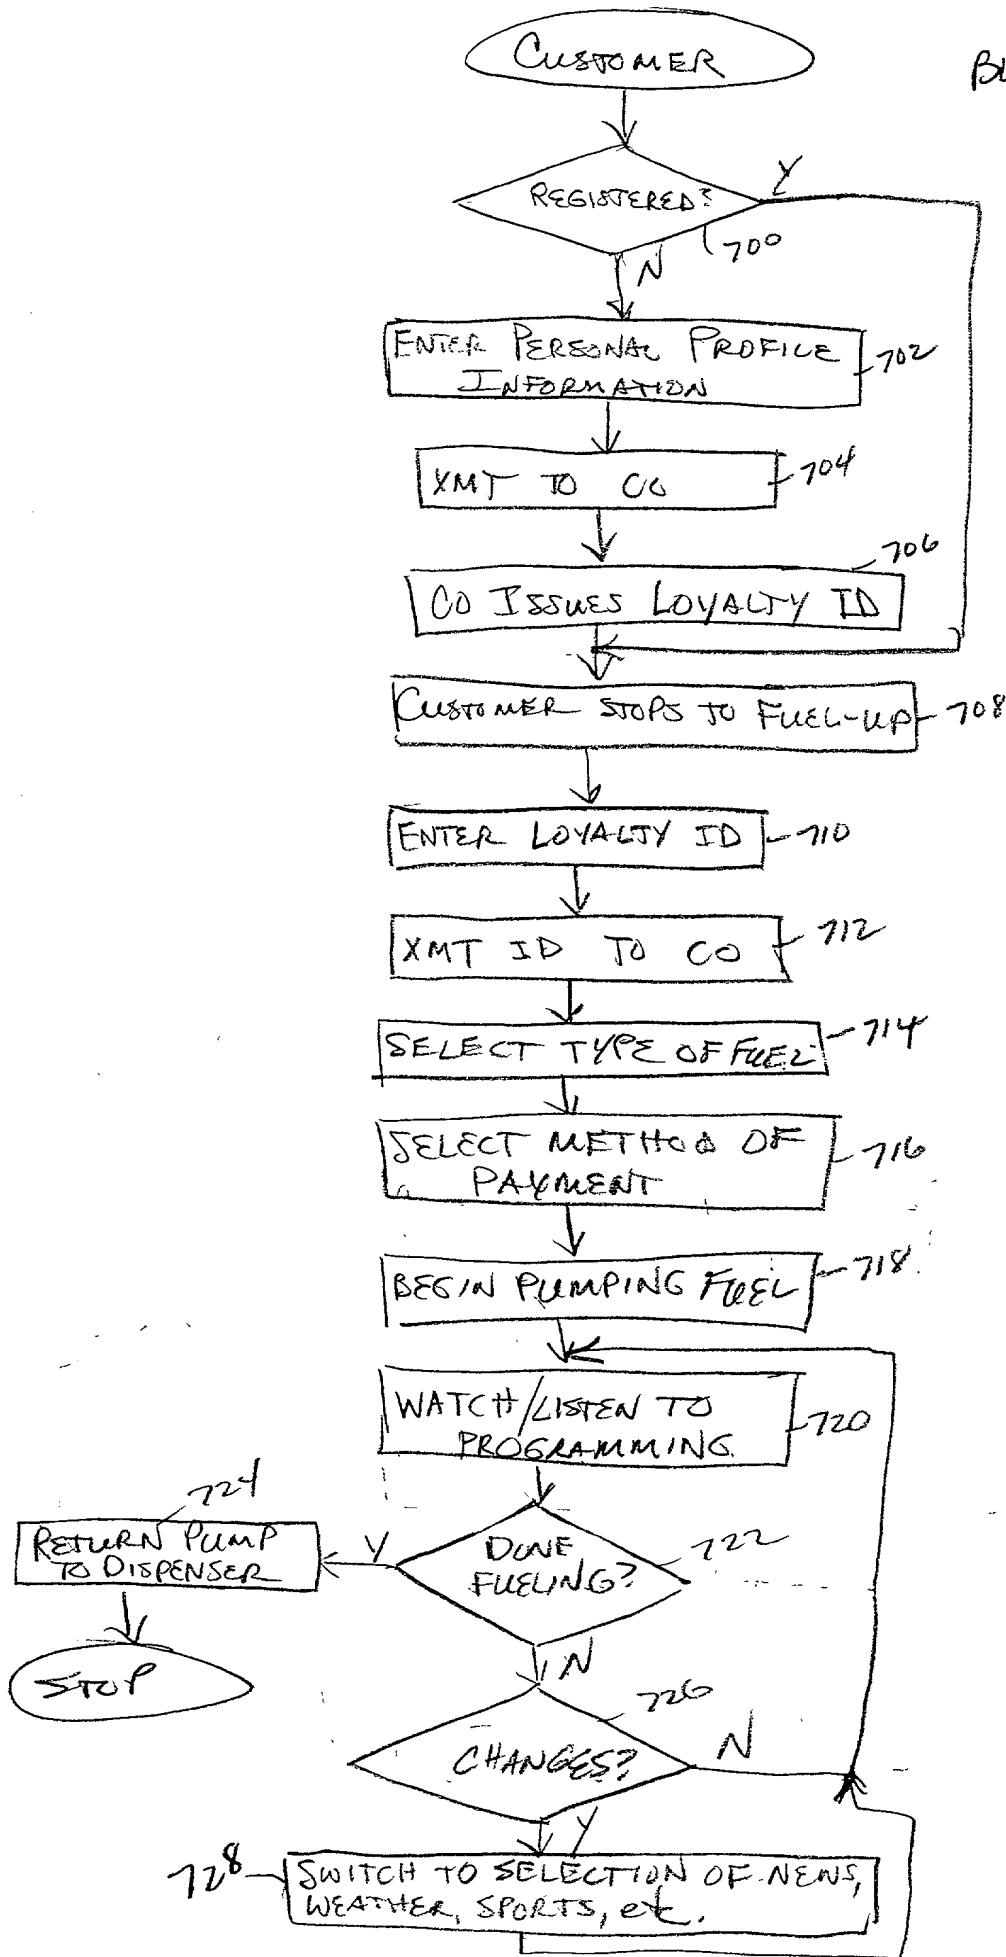 CUSTOMER
REGISTERED?
Y
700
N
ENTER PERSONAL PROFILE
INFORMATION
702
XMT TO CO
704
706
CO ISSUES LOYALTY ID
CUSTOMER STOPS TO FUEL-UP
708
ENTER LOYALTY ID
710
XMT ID TO CO
712
SELECT TYPE OF FUEL
714
SELECT METHOD OF
PAYMENT
716
BEGIN PUMPING FUEL
718
WATCH/LISTEN TO
PROGRAMMING
720
724
RETURN PUMP
TO DISPENSER
Y
DONE
FUELING?
722
STOP
N
726
CHANGES?
N
Y
728
SWITCH TO SELECTION OF NEWS,
WEATHER, SPORTS, etc.